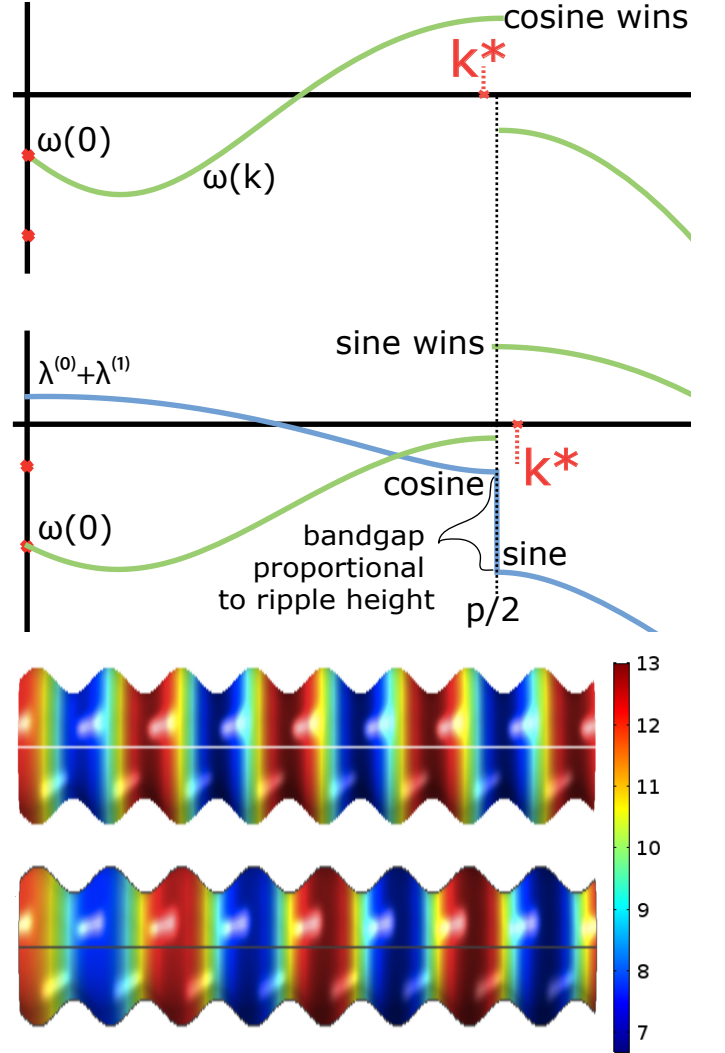 cosine wins
k*
ω(0)
ω(k)
sine wins
λ⁽⁰⁾+λ⁽¹⁾
k*
cosine
ω(0)
bandgap
proportional
to ripple height
sine
p/2
13
12
11
10
9
8
7